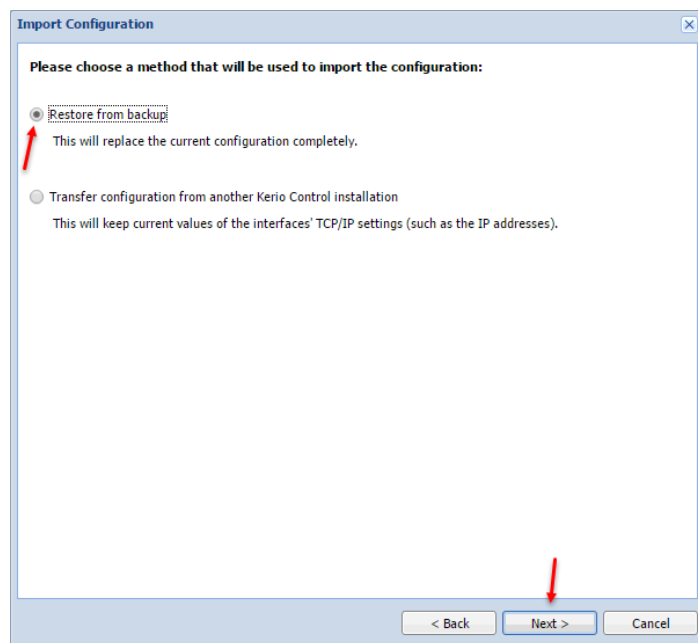 Import Configuration
Please choose a method that will be used to import the configuration:
Restore from backup
This will replace the current configuration completely.
Transfer configuration from another Kerio Control installation
This will keep current values of the interfaces' TCP/IP settings (such as the IP addresses).
< Back Next > Cancel